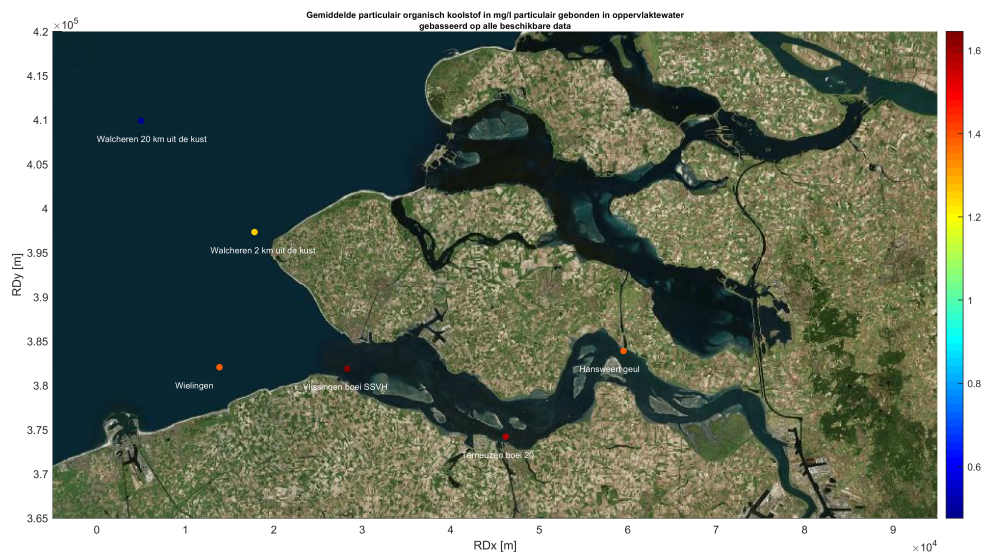 Gemiddelde particulair organisch koolstof in mg/l particulair gebonden in oppervlaktewater
gebasseerd op alle beschikbare data
4.2 ×10⁵
4.15
4.1
4.05
4
3.95
3.9
3.85
3.8
3.75
3.7
3.65
RDy [m]
Walcheren 20 km uit de kust
Walcheren 2 km uit de kust
Wielingen
Vlissingen boei SSVH
Hansweert geul
Terneuzen boei 20
0
1
2
3
4
5
6
7
8
9
×10⁴
RDx [m]
1.6
1.4
1.2
1
0.8
0.6